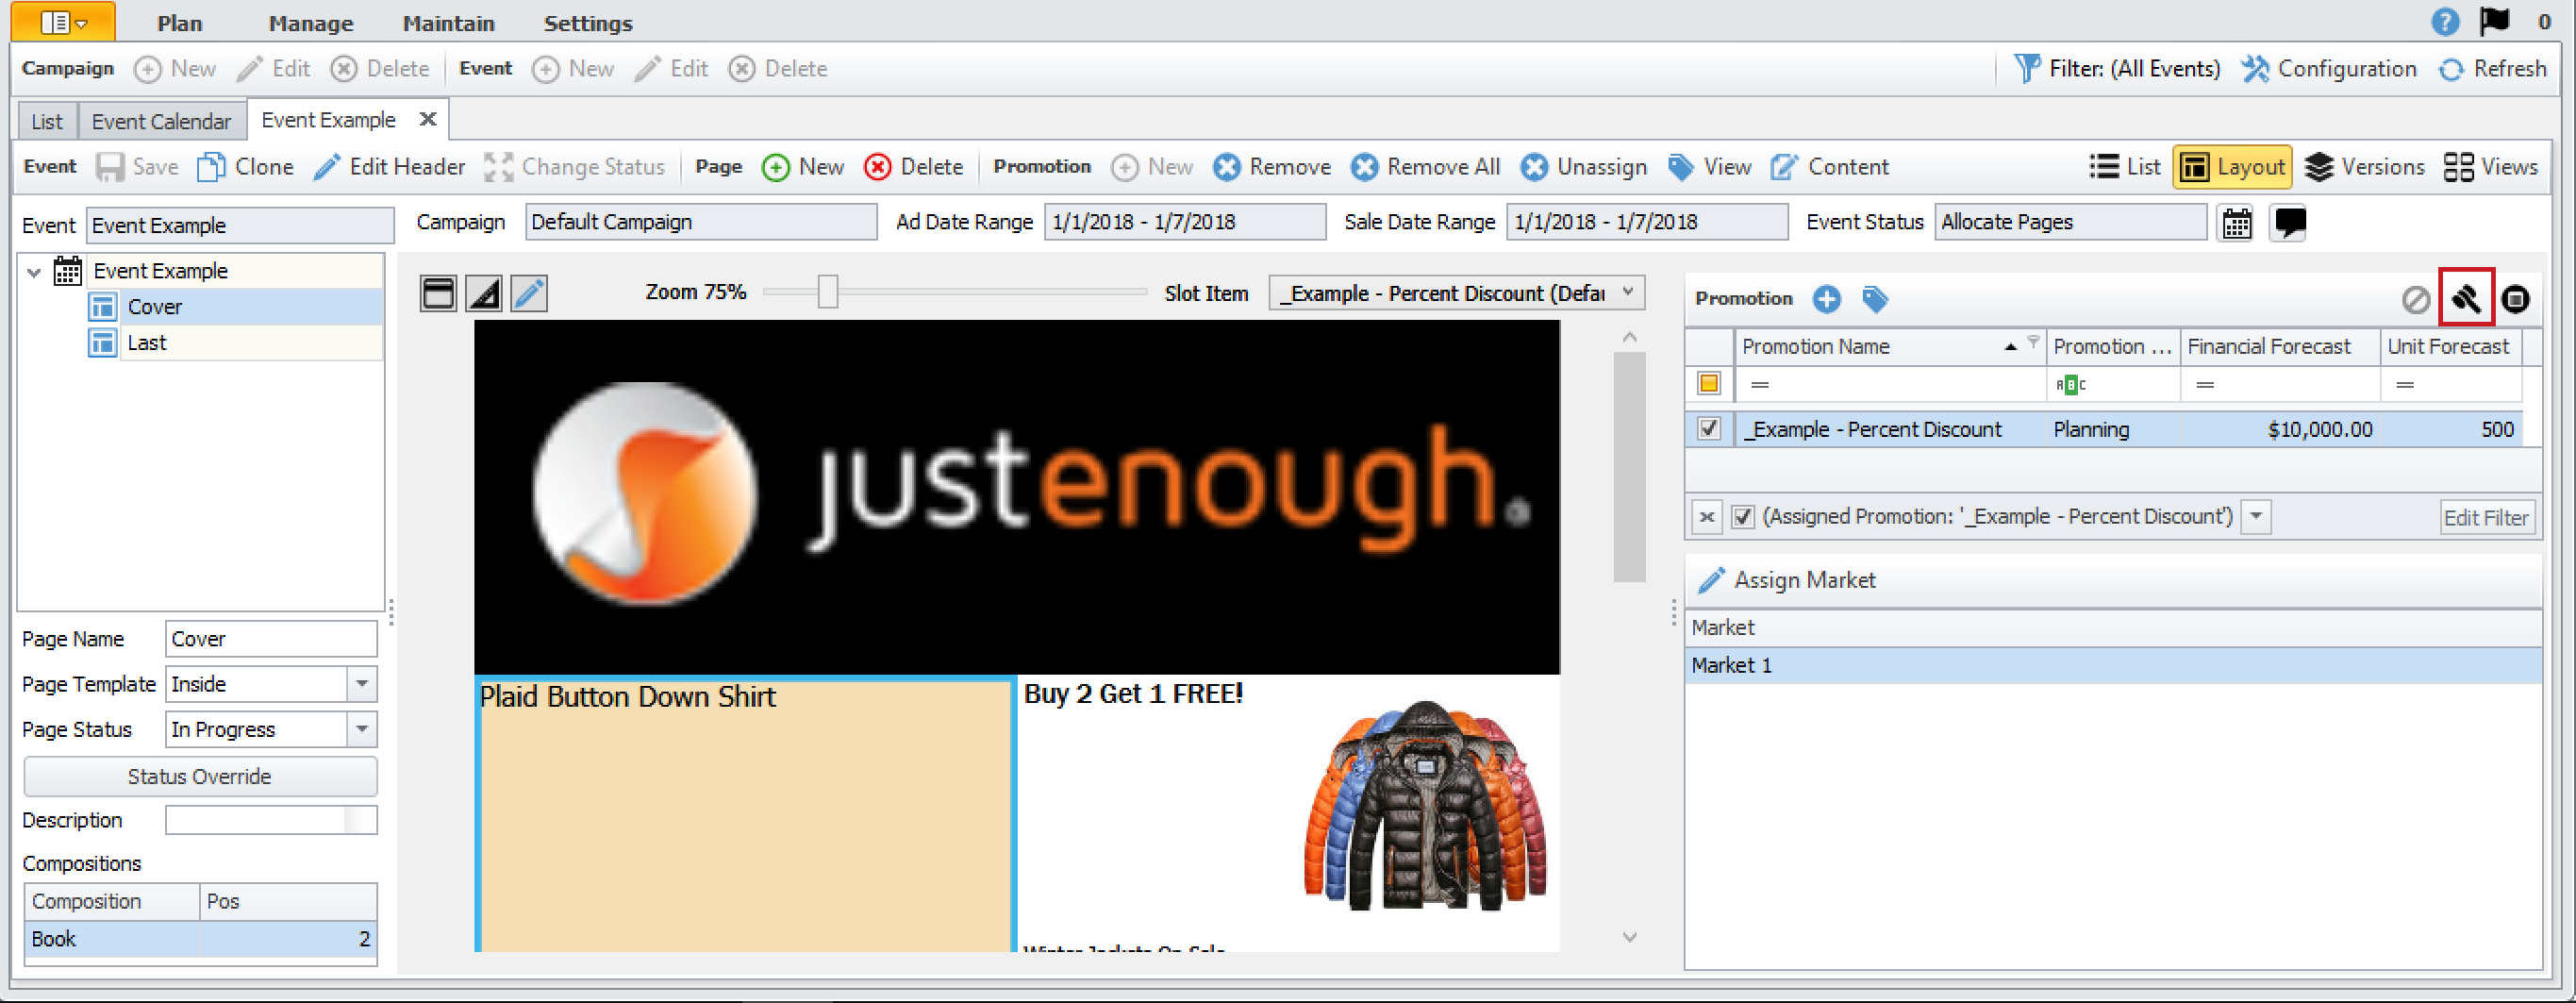 Plan Manage Maintain Settings ? 0
Campaign New Edit Delete Event New Edit Delete Filter: (All Events) Configuration Refresh
List Event Calendar Event Example
Event Save Clone Edit Header Change Status Page New Delete Promotion New Remove Remove All Unassign View Content List Layout Versions Views
Event Event Example Campaign Default Campaign Ad Date Range 1/1/2018 - 1/7/2018 Sale Date Range 1/1/2018 - 1/7/2018 Event Status Allocate Pages
Event Example
Cover
Last
Page Name Cover
Page Template Inside
Page Status In Progress
Status Override
Description
Compositions
Composition Pos
Book 2
Zoom 75% Slot Item _Example - Percent Discount (Defau
justenough.
Plaid Button Down Shirt
Buy 2 Get 1 FREE!
Winter Jackets On Sale
Promotion
Promotion Name Promotion ... Financial Forecast Unit Forecast
= ABC = =
_Example - Percent Discount Planning $10,000.00 500
(Assigned Promotion: '_Example - Percent Discount') Edit Filter
Assign Market
Market
Market 1